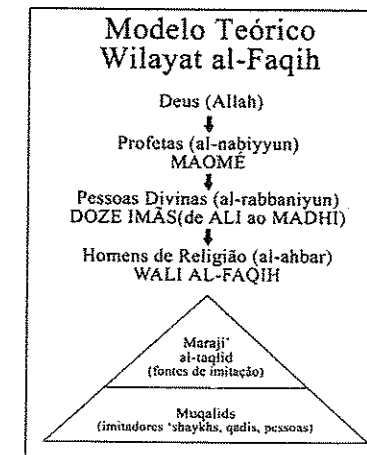 Modelo Teórico
Wilayat al-Faqih
Deus (Allah)
Profetas (al-nabiyyun)
MAOMÉ
Pessoas Divinas (al-rabbaniyun)
DOZE IMÃS(de ALI ao MADHI)
Homens de Religião (al-ahbar)
WALI AL-FAQIH
Maraji'
al-taqlid
(fontes de imitação)
Muqalids
(imitadores 'shaykhs, qadis, pessoas)